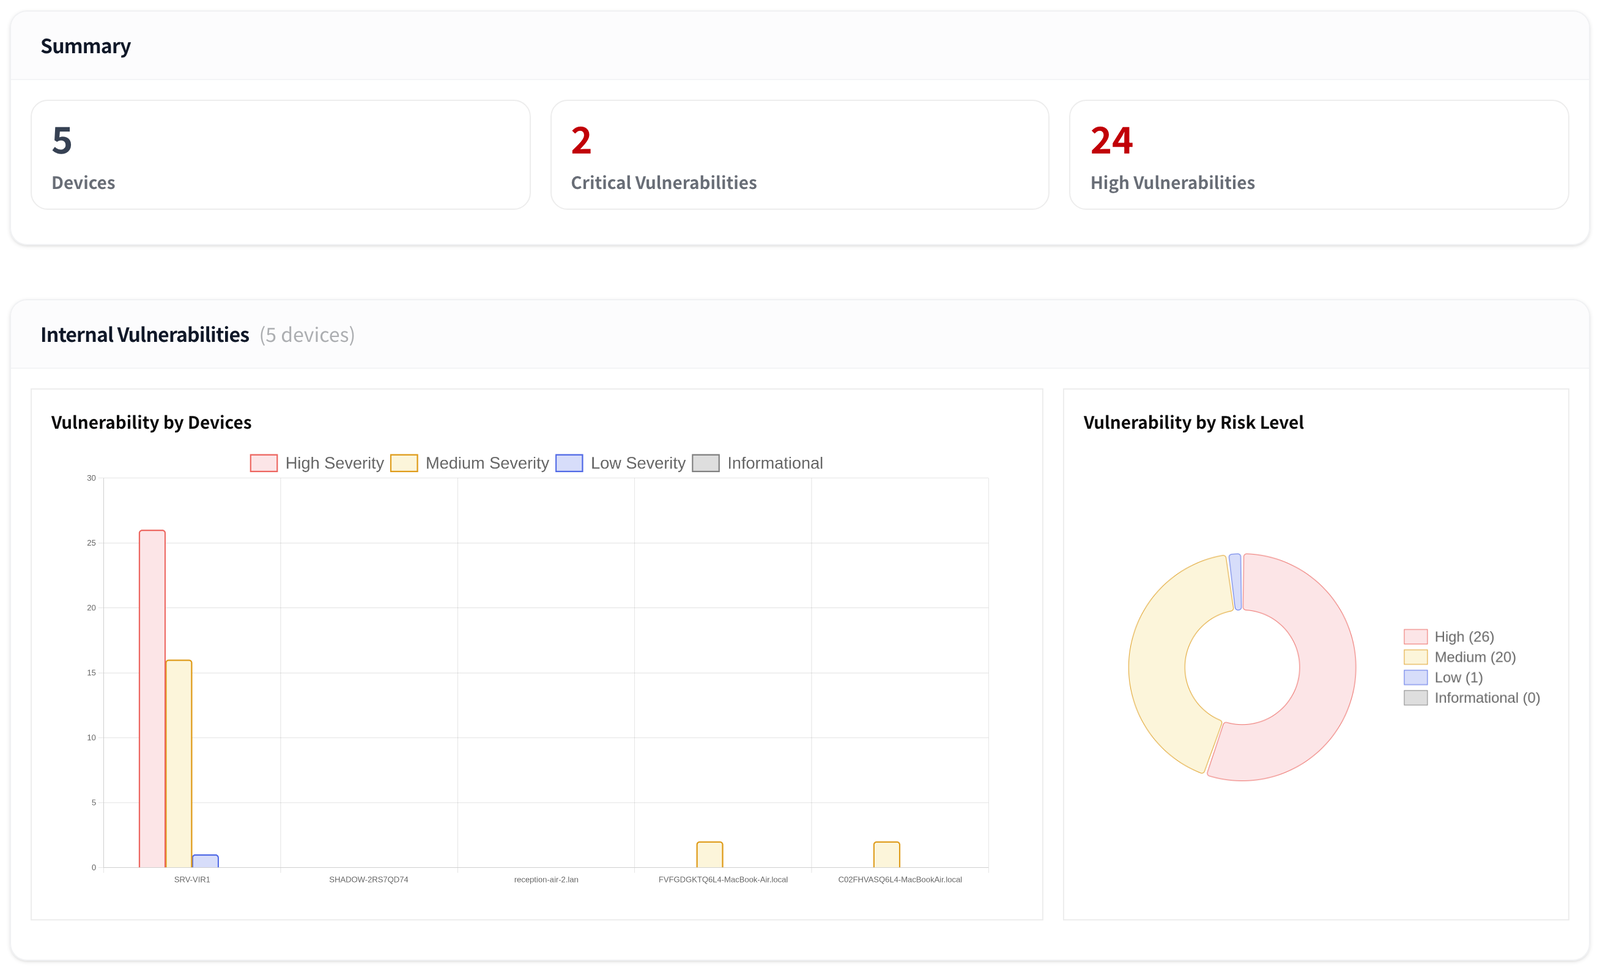 Summary
5
Devices
2
Critical Vulnerabilities
24
High Vulnerabilities
Internal Vulnerabilities (5 devices)
Vulnerability by Devices
High Severity Medium Severity Low Severity Informational
30
25
20
15
10
5
0
SRV-VIR1 SHADOW-2RS7QD74 reception-air-2.lan FVFGDGKTQ6L4-MacBook-Air.local C02FHVASQ6L4-MacBookAir.local
Vulnerability by Risk Level
High (26)
Medium (20)
Low (1)
Informational (0)